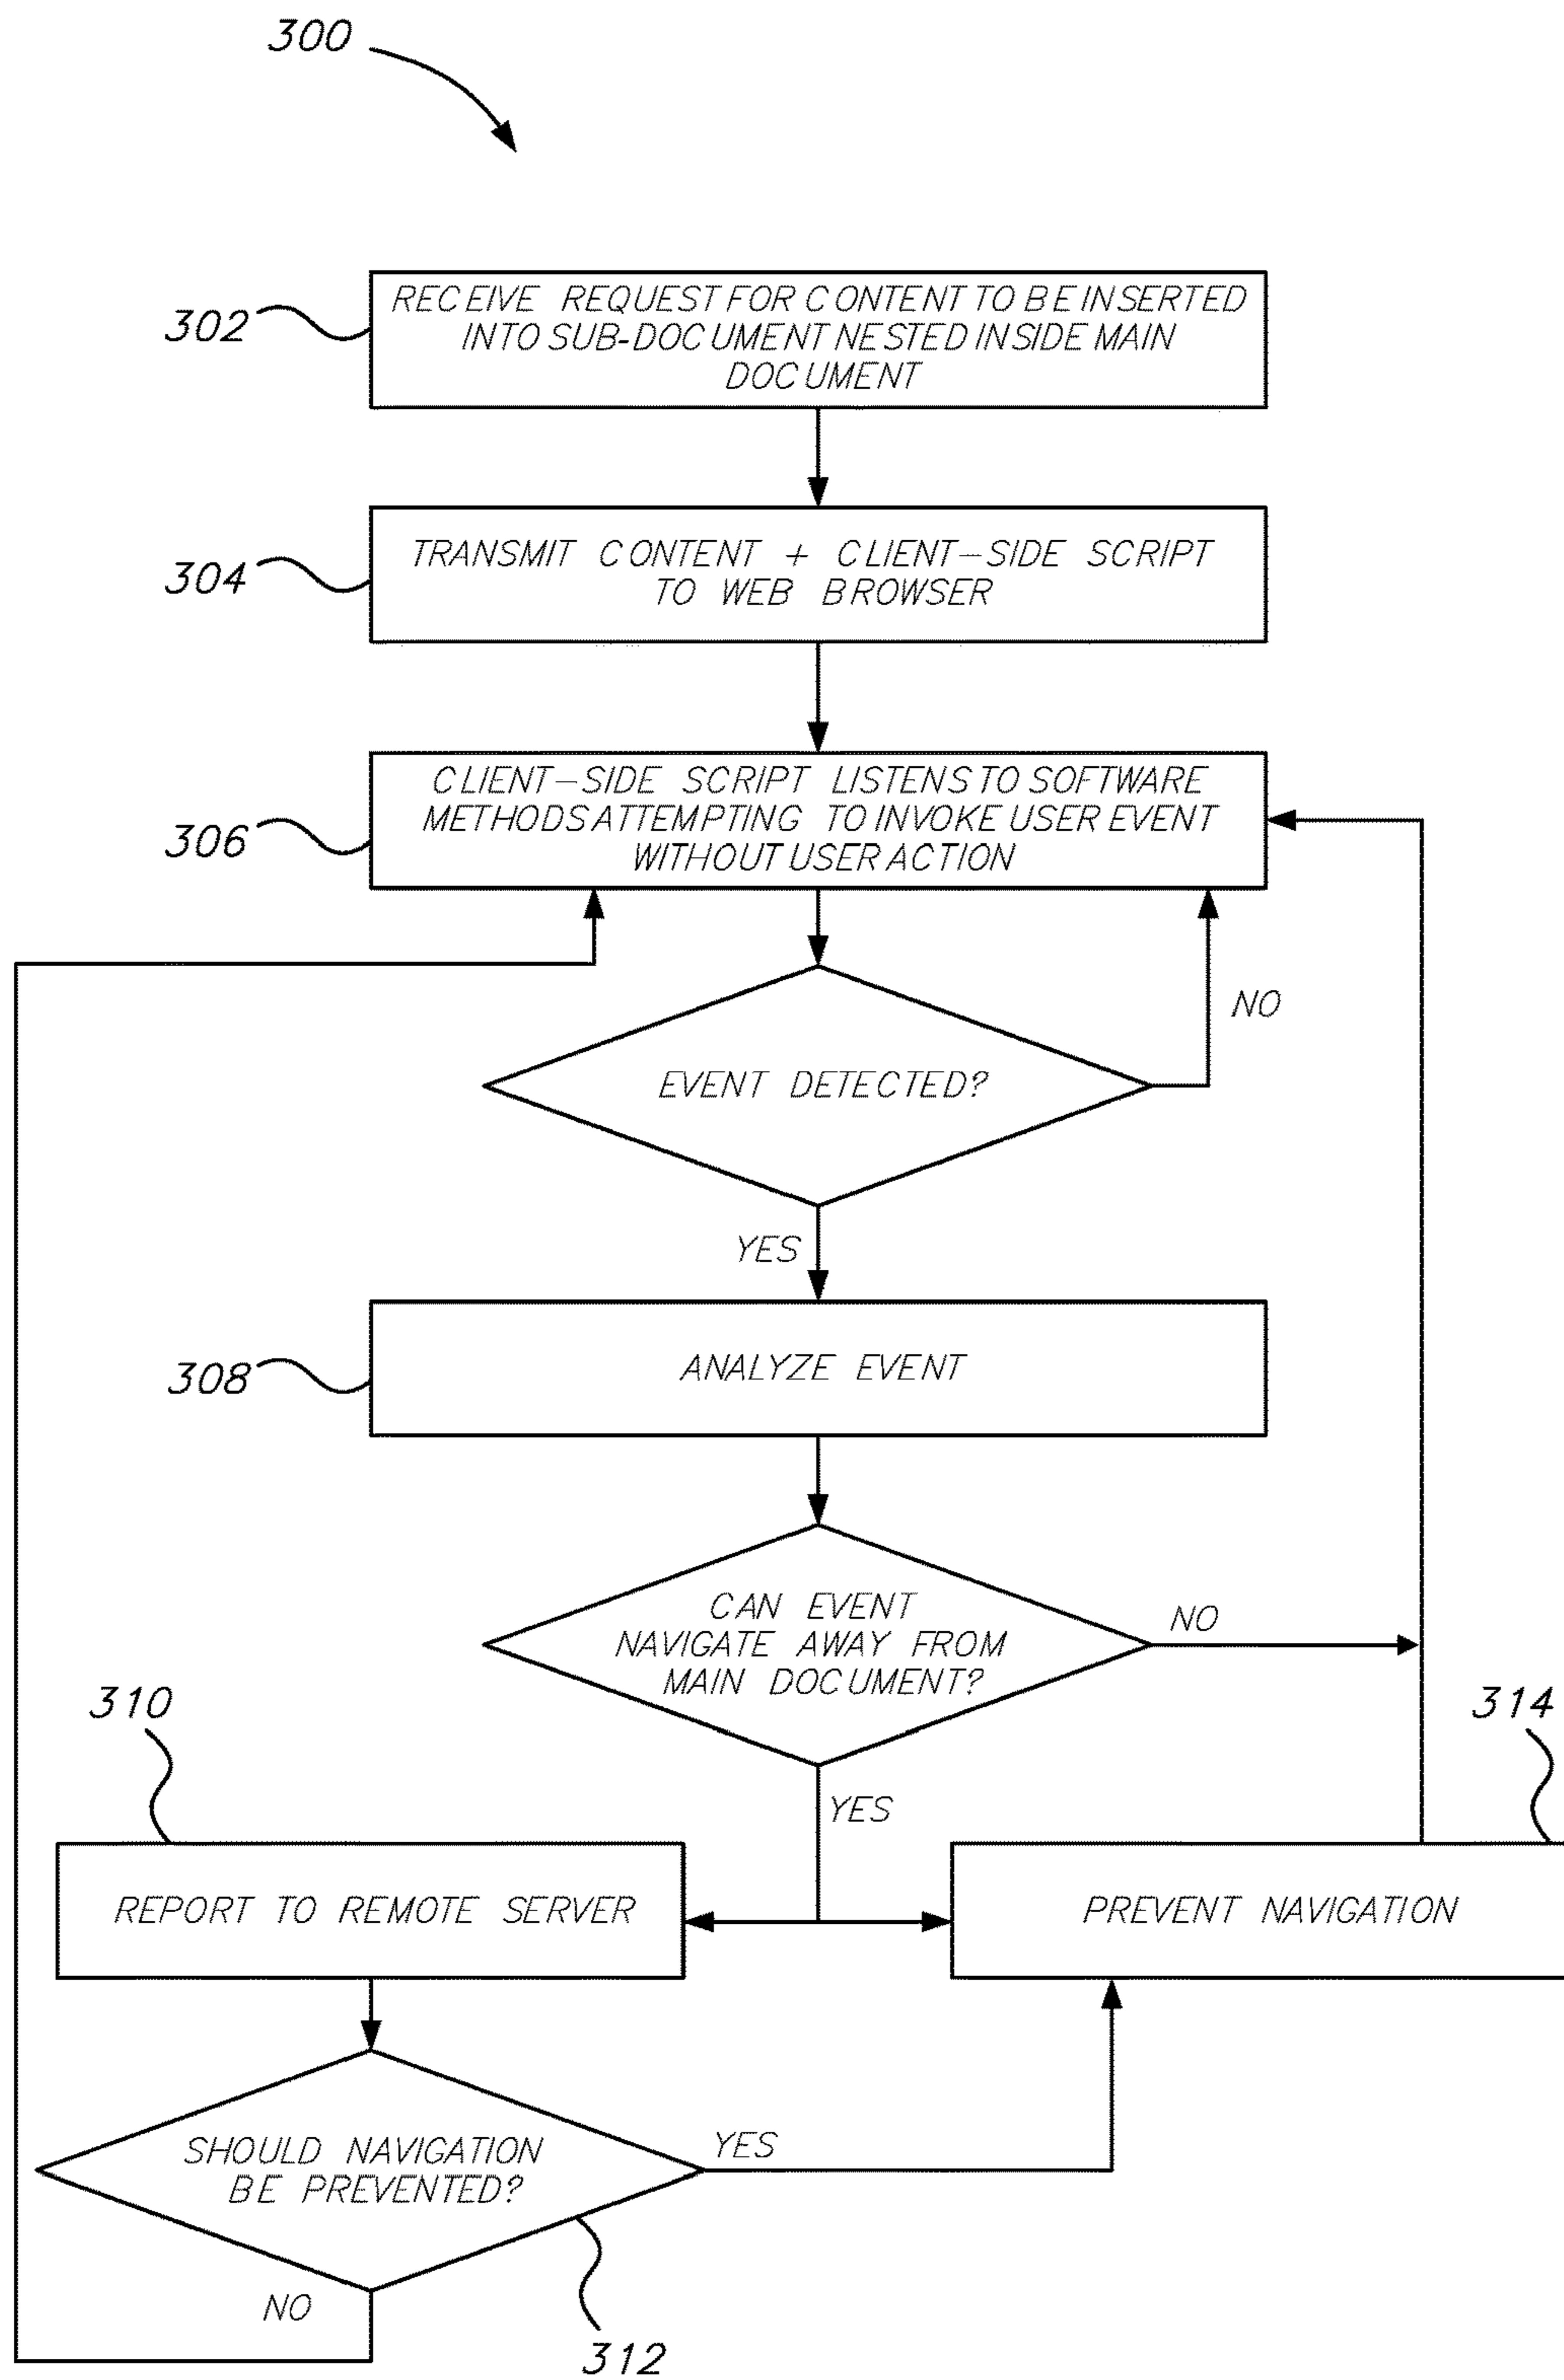 300
302
RECEIVE REQUEST FOR CONTENT TO BE INSERTED
INTO SUB-DOCUMENT NESTED INSIDE MAIN
DOCUMENT
304
TRANSMIT CONTENT + CLIENT-SIDE SCRIPT
TO WEB BROWSER
306
CLIENT-SIDE SCRIPT LISTENS TO SOFTWARE
METHODS ATTEMPTING TO INVOKE USER EVENT
WITHOUT USER ACTION
NO
EVENT DETECTED?
YES
308
ANALYZE EVENT
CAN EVENT
NAVIGATE AWAY FROM
MAIN DOCUMENT?
NO
310
314
YES
REPORT TO REMOTE SERVER
PREVENT NAVIGATION
SHOULD NAVIGATION
BE PREVENTED?
YES
NO
312